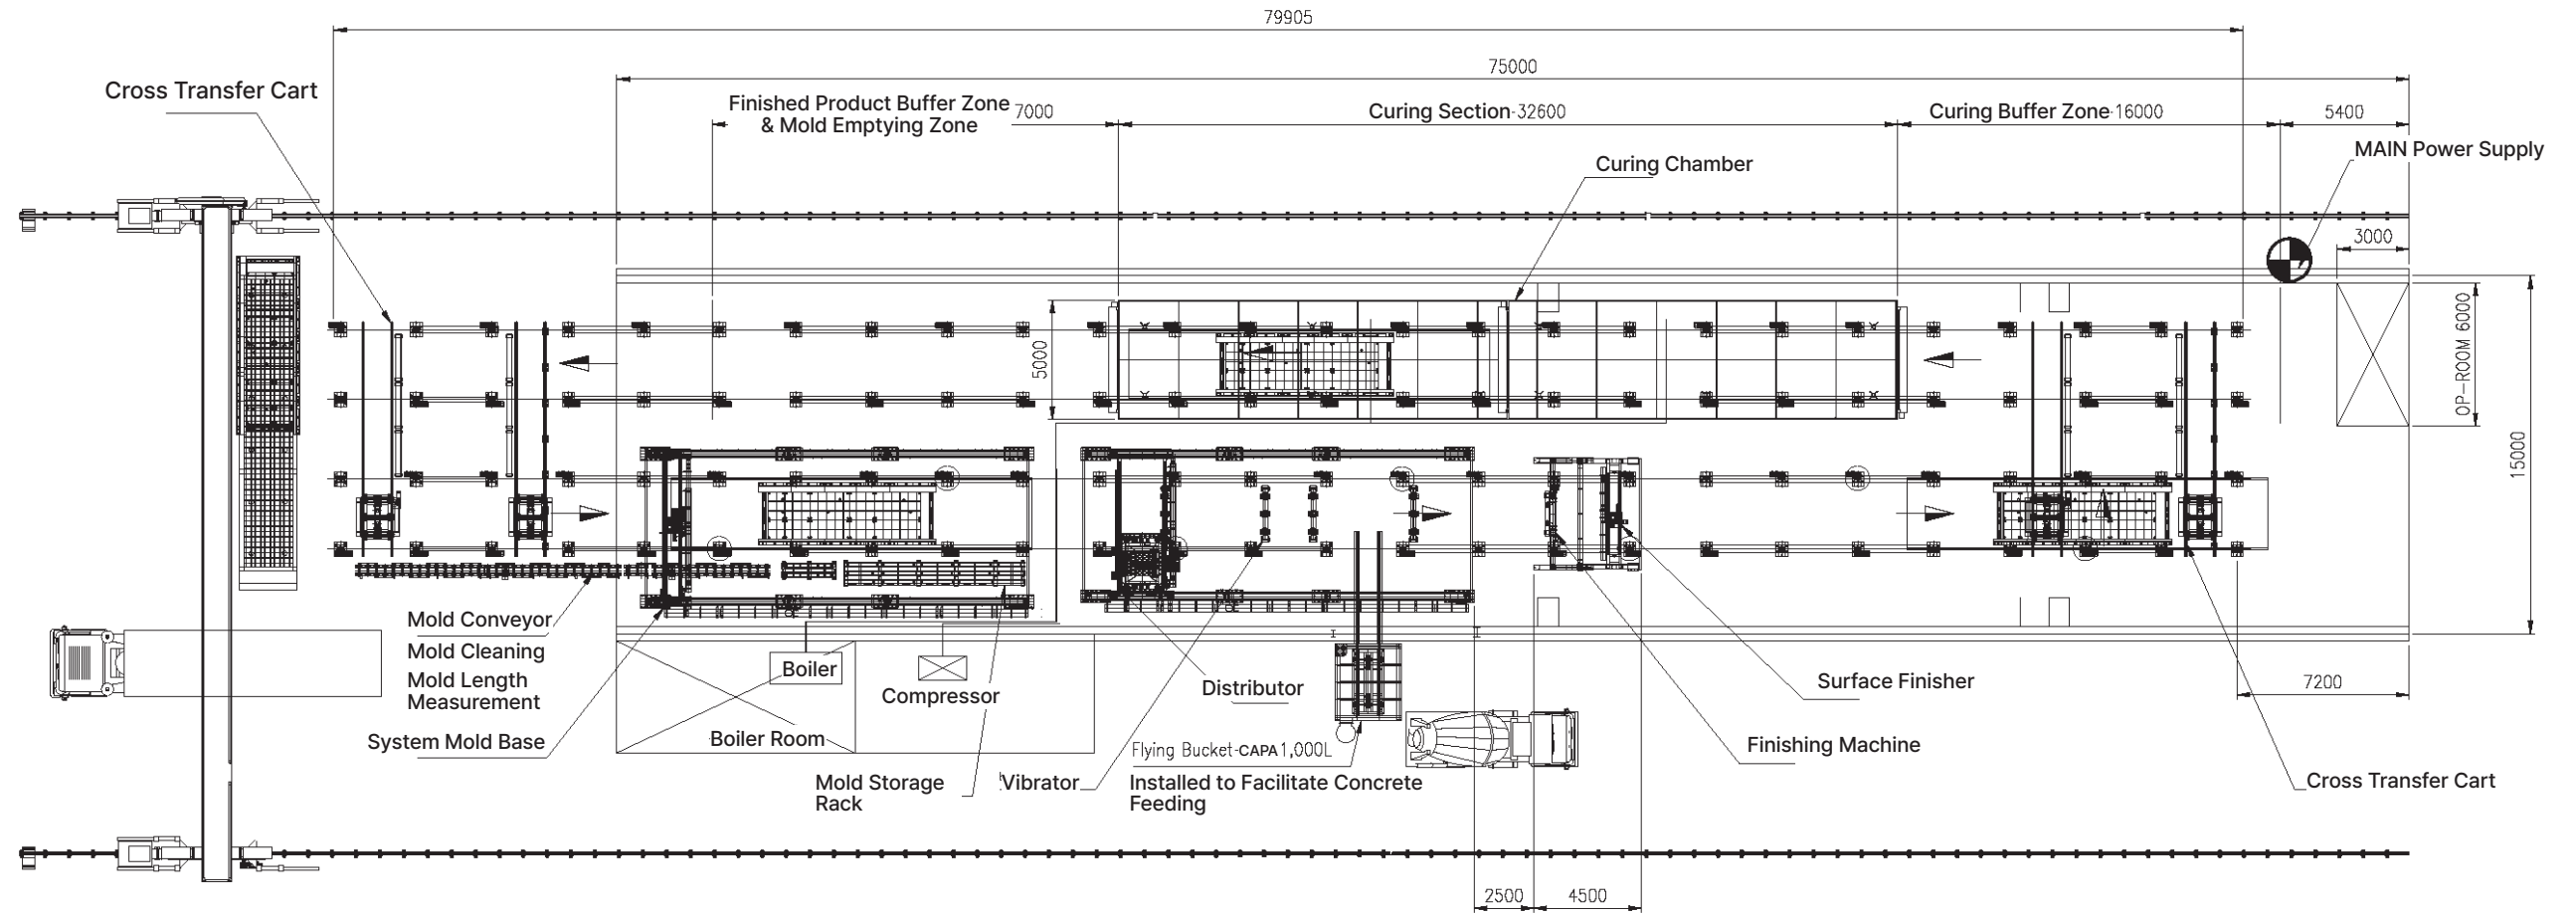 79905
75000
Cross Transfer Cart
Finished Product Buffer Zone
& Mold Emptying Zone
7000
Curing Section-32600
Curing Buffer Zone-16000
5400
MAIN Power Supply
Curing Chamber
3000
5000
OP-ROOM 6000
15000
Mold Conveyor
Mold Cleaning
Mold Length
Measurement
System Mold Base
Boiler
Compressor
Boiler Room
Mold Storage
Rack
Vibrator
Distributor
Flying Bucket-CAPA 1,000L
Installed to Facilitate Concrete
Feeding
Surface Finisher
Finishing Machine
7200
Cross Transfer Cart
2500
4500